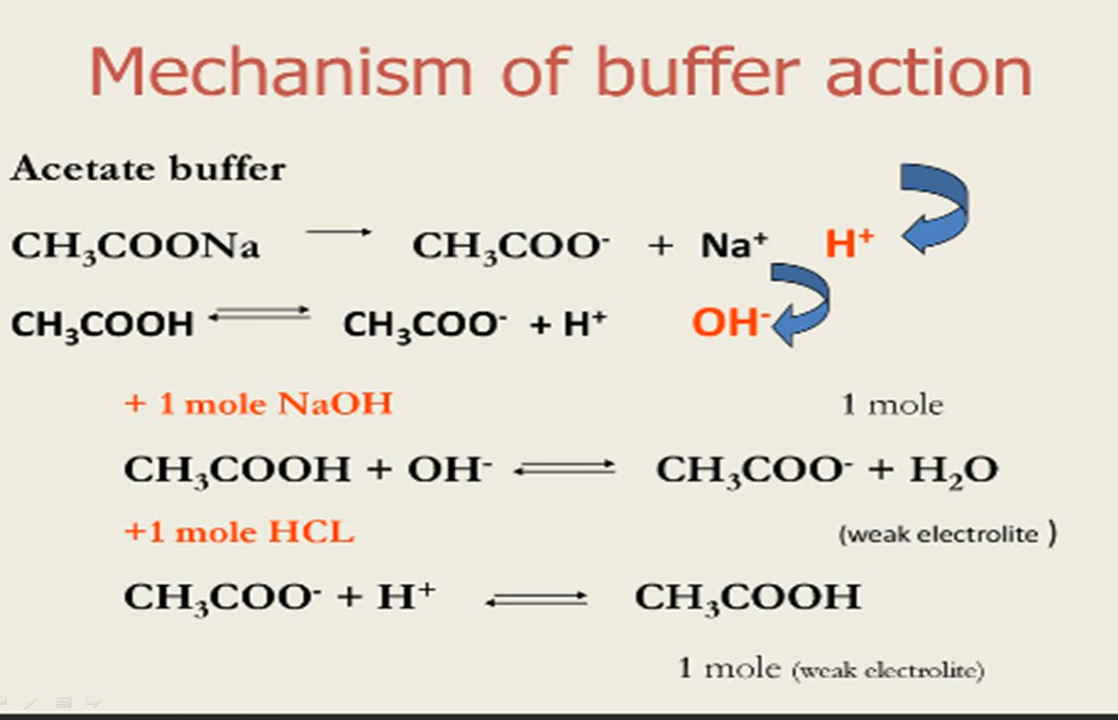 Mechanism of buffer action
Acetate buffer
CH₃COONa → CH₃COO⁻ + Na⁺ H⁺
CH₃COOH ⇌ CH₃COO⁻ + H⁺ OH⁻
+ 1 mole NaOH 1 mole
CH₃COOH + OH⁻ ⇌ CH₃COO⁻ + H₂O
+1 mole HCL (weak electrolite )
CH₃COO⁻ + H⁺ ⇌ CH₃COOH
1 mole (weak electrolite)